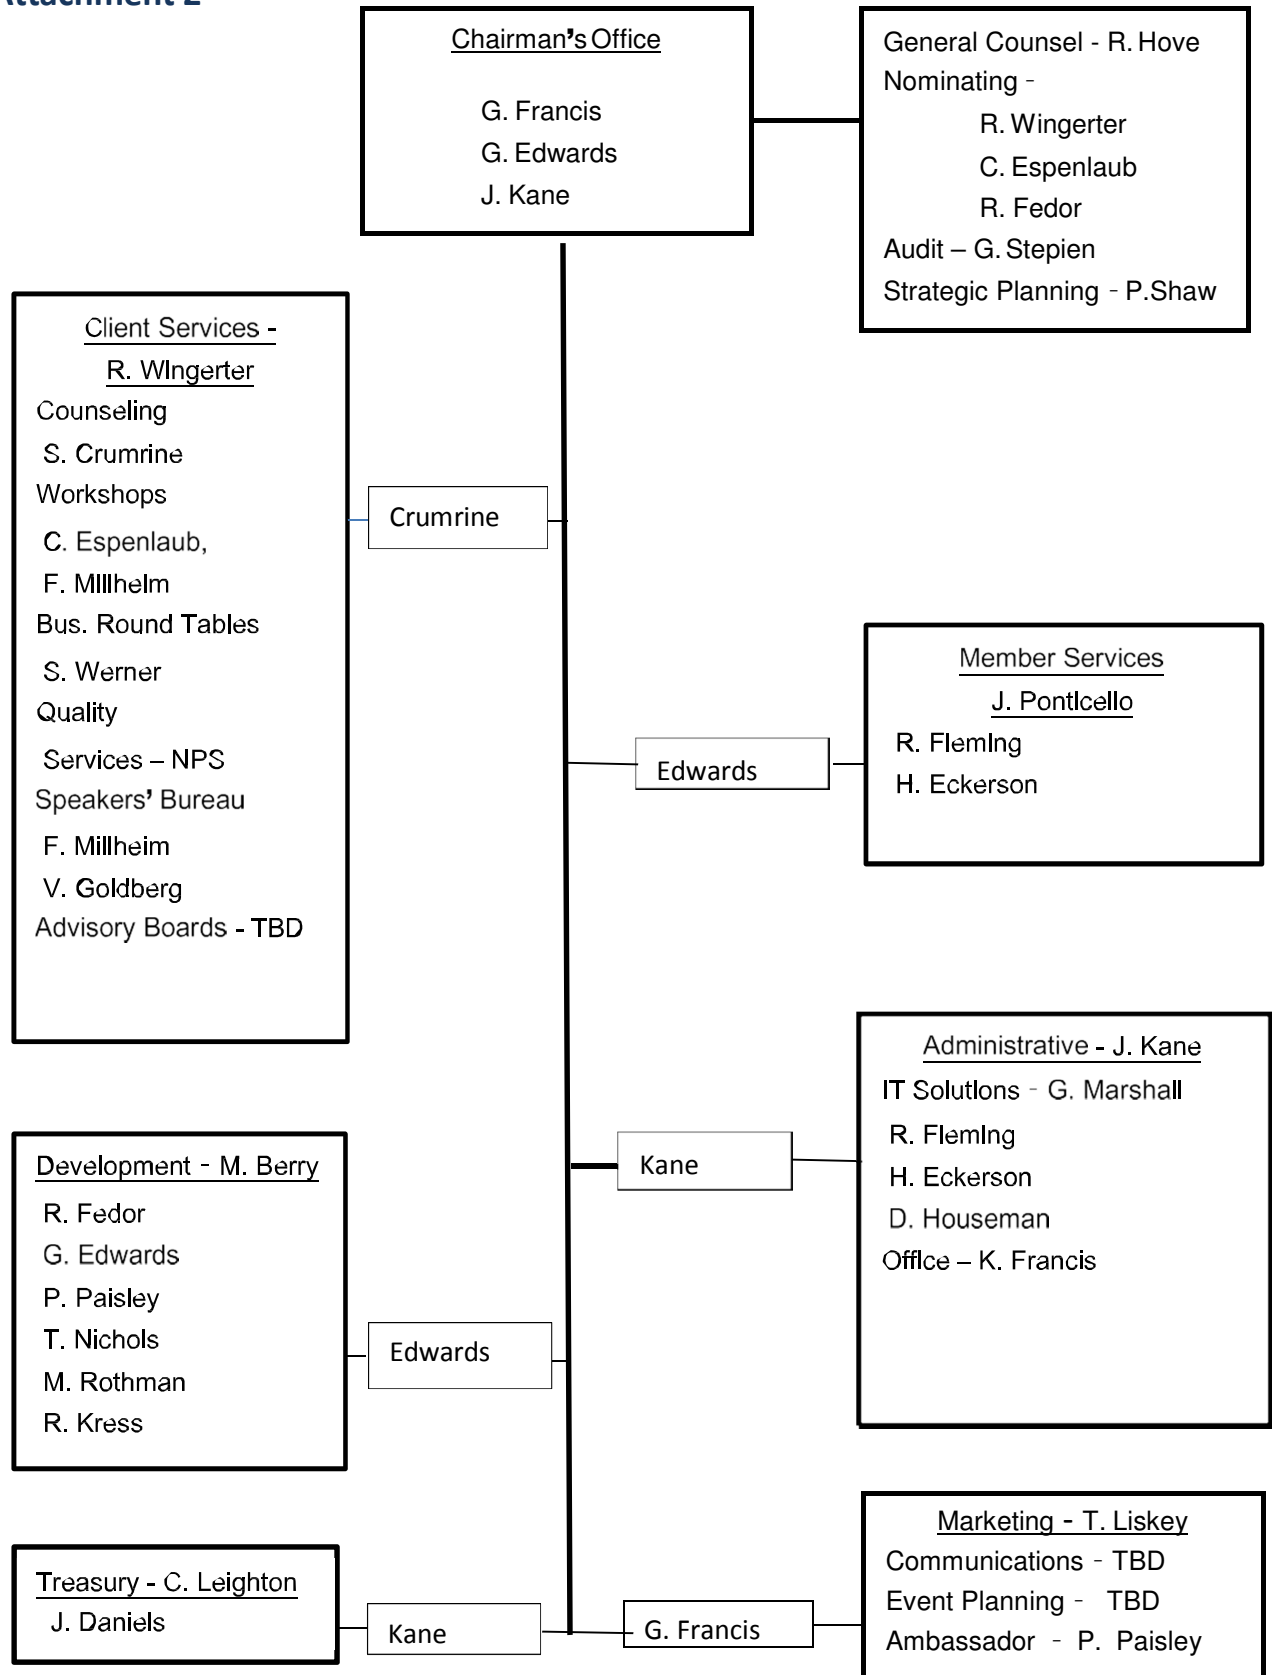 Attachment 2
Chairman's Office
G. Francis
G. Edwards
J. Kane
General Counsel - R. Hove
Nominating -
R. Wingerter
C. Espenlaub
R. Fedor
Audit – G. Stepien
Strategic Planning - P.Shaw
Client Services -
R. WIngerter
Counseling
S. Crumrine
Workshops
C. Espenlaub,
F. MIllhelm
Bus. Round Tables
S. Werner
Quality
Services – NPS
Speakers' Bureau
F. Millheim
V. Goldberg
Advisory Boards - TBD
Crumrine
Member Services
J. PontIcello
R. FlemIng
H. Eckerson
Edwards
Administrative - J. Kane
IT SolutIons - G. Marshall
R. FlemIng
H. Eckerson
D. Houseman
OffIce – K. Francis
Kane
Development - M. Berry
R. Fedor
G. Edwards
P. Paisley
T. Nichols
M. Rothman
R. Kress
Edwards
Treasury - C. Leighton
J. Daniels
Kane
G. Francis
Marketing - T. Liskey
Communications - TBD
Event Planning - TBD
Ambassador - P. Paisley